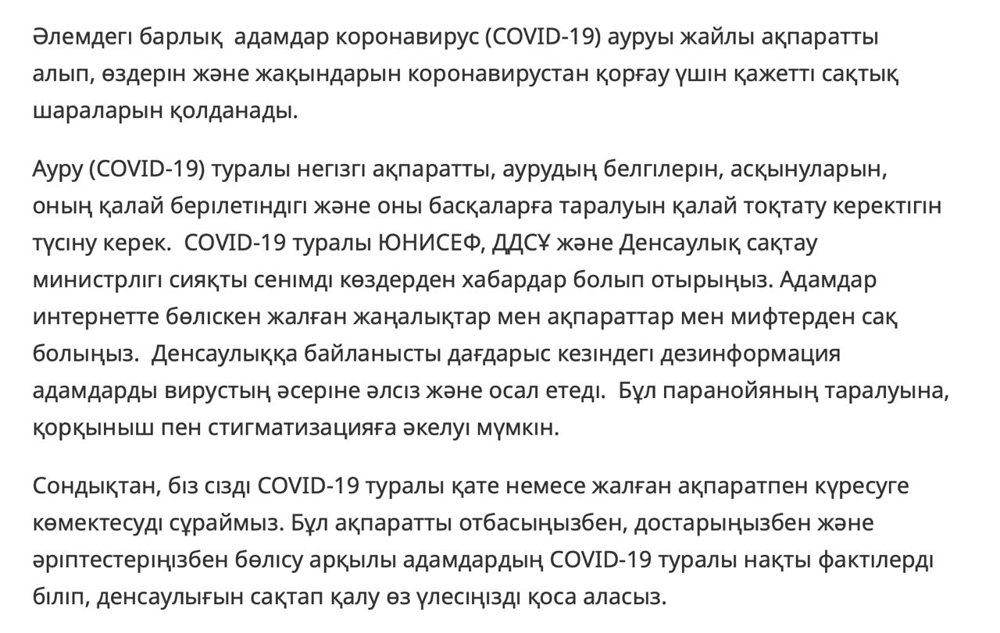 Әлемдегі барлық  адамдар коронавирус (COVID-19) ауруы жайлы ақпаратты
алып, өздерін және жақындарын коронавирустан қорғау үшін қажетті сақтық
шараларын қолданады.
Ауру (COVID-19) туралы негізгі ақпаратты, аурудың белгілерін, асқынуларын,
оның қалай берілетіндігі және оны басқаларға таралуын қалай тоқтату керектігін
түсіну керек.  COVID-19 туралы ЮНИСЕФ, ДДСҰ және Денсаулық сақтау
министрлігі сияқты сенімді көздерден хабардар болып отырыңыз. Адамдар
интернетте бөліскен жалған жаңалықтар мен ақпараттар мен мифтерден сақ
болыңыз.  Денсаулыққа байланысты дағдарыс кезіндегі дезинформация
адамдарды вирустың әсеріне әлсіз және осал етеді.  Бұл паранойяның таралуына,
қорқыныш пен стигматизацияға әкелуі мүмкін.
Сондықтан, біз сізді COVID-19 туралы қате немесе жалған ақпаратпен күресуге
көмектесуді сұраймыз. Бұл ақпаратты отбасыңызбен, достарыңызбен және
әріптестеріңізбен бөлісу арқылы адамдардың COVID-19 туралы нақты фактілерді
біліп, денсаулығын сақтап қалу өз үлесіңізді қоса аласыз.